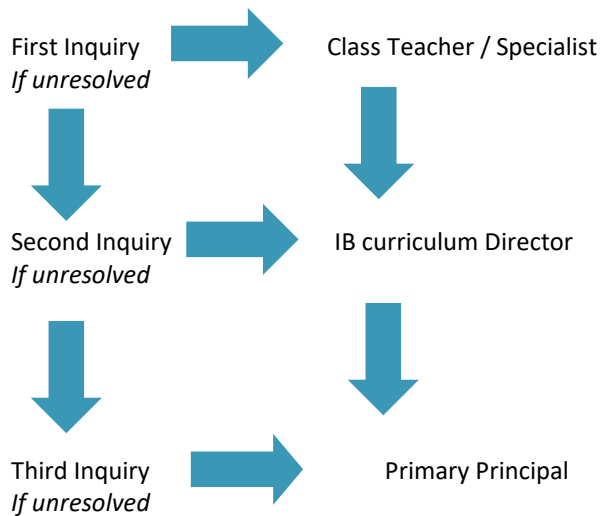 First Inquiry
If unresolved
Class Teacher / Specialist
Second Inquiry
If unresolved
IB curriculum Director
Third Inquiry
If unresolved
Primary Principal